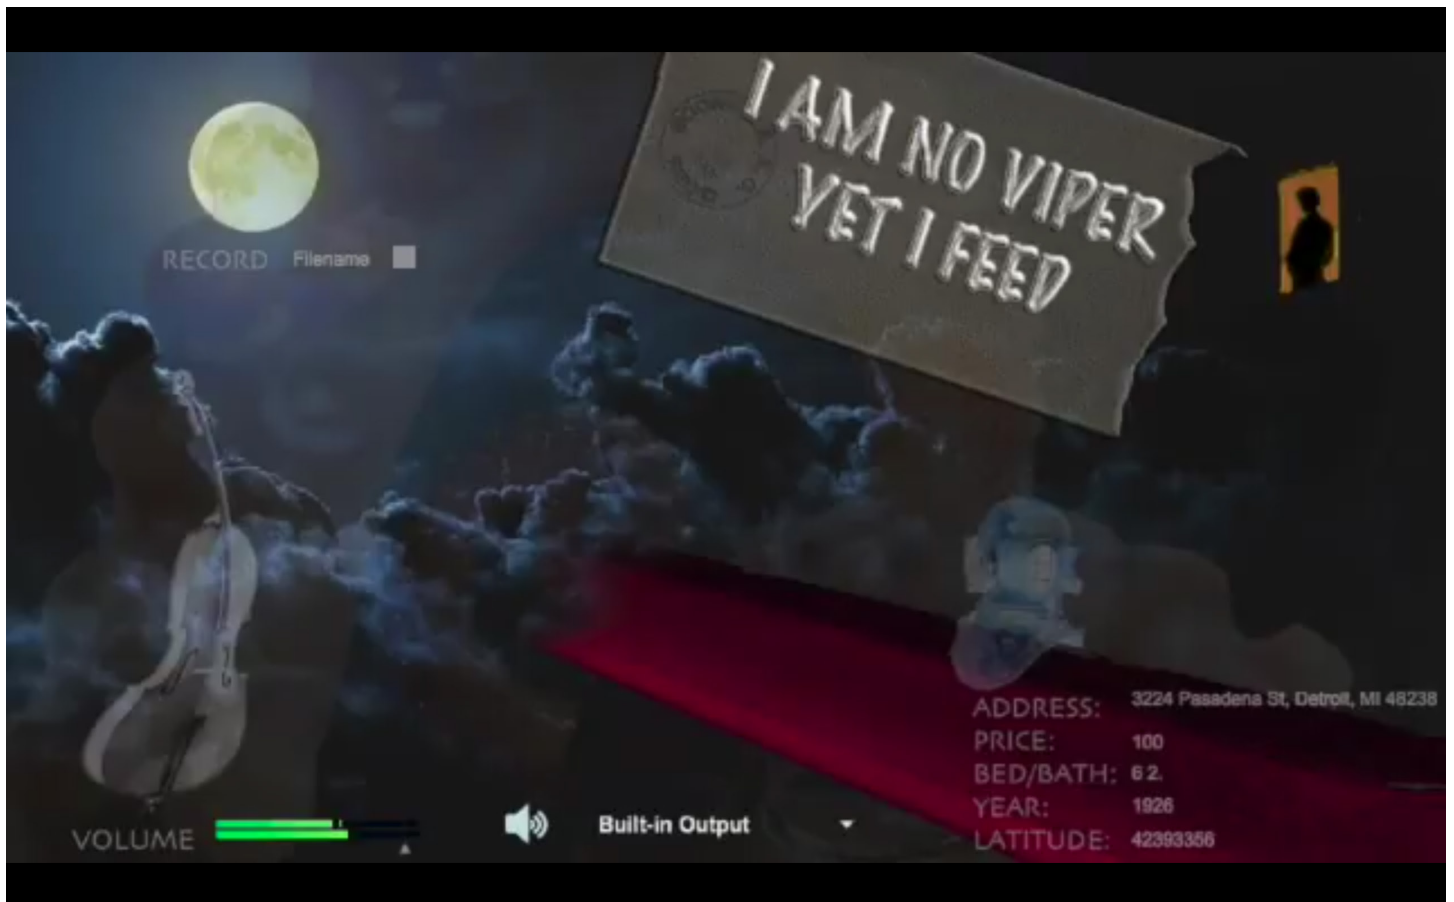 I AM NO VIPER
YET I FEED
RECORD Filename
ADDRESS: 3224 Pasadena St, Detroit, MI 48238
PRICE: 100
BED/BATH: 6 2.
YEAR: 1926
LATITUDE: 42393356
VOLUME
Built-in Output